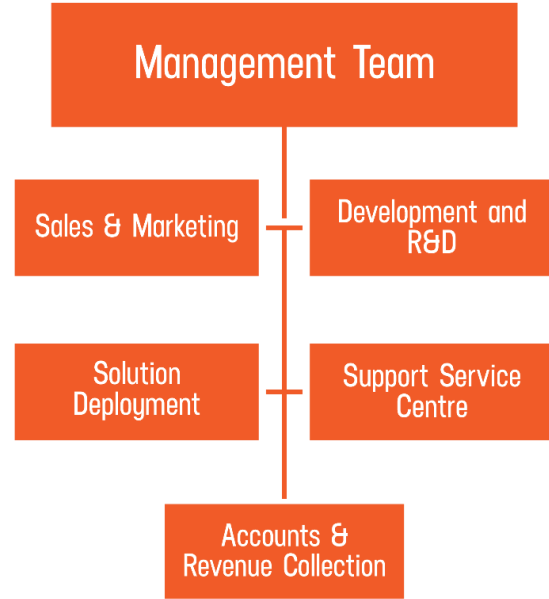 Management Team
Sales & Marketing
Development and
R&D
Solution
Deployment
Support Service
Centre
Accounts &
Revenue Collection